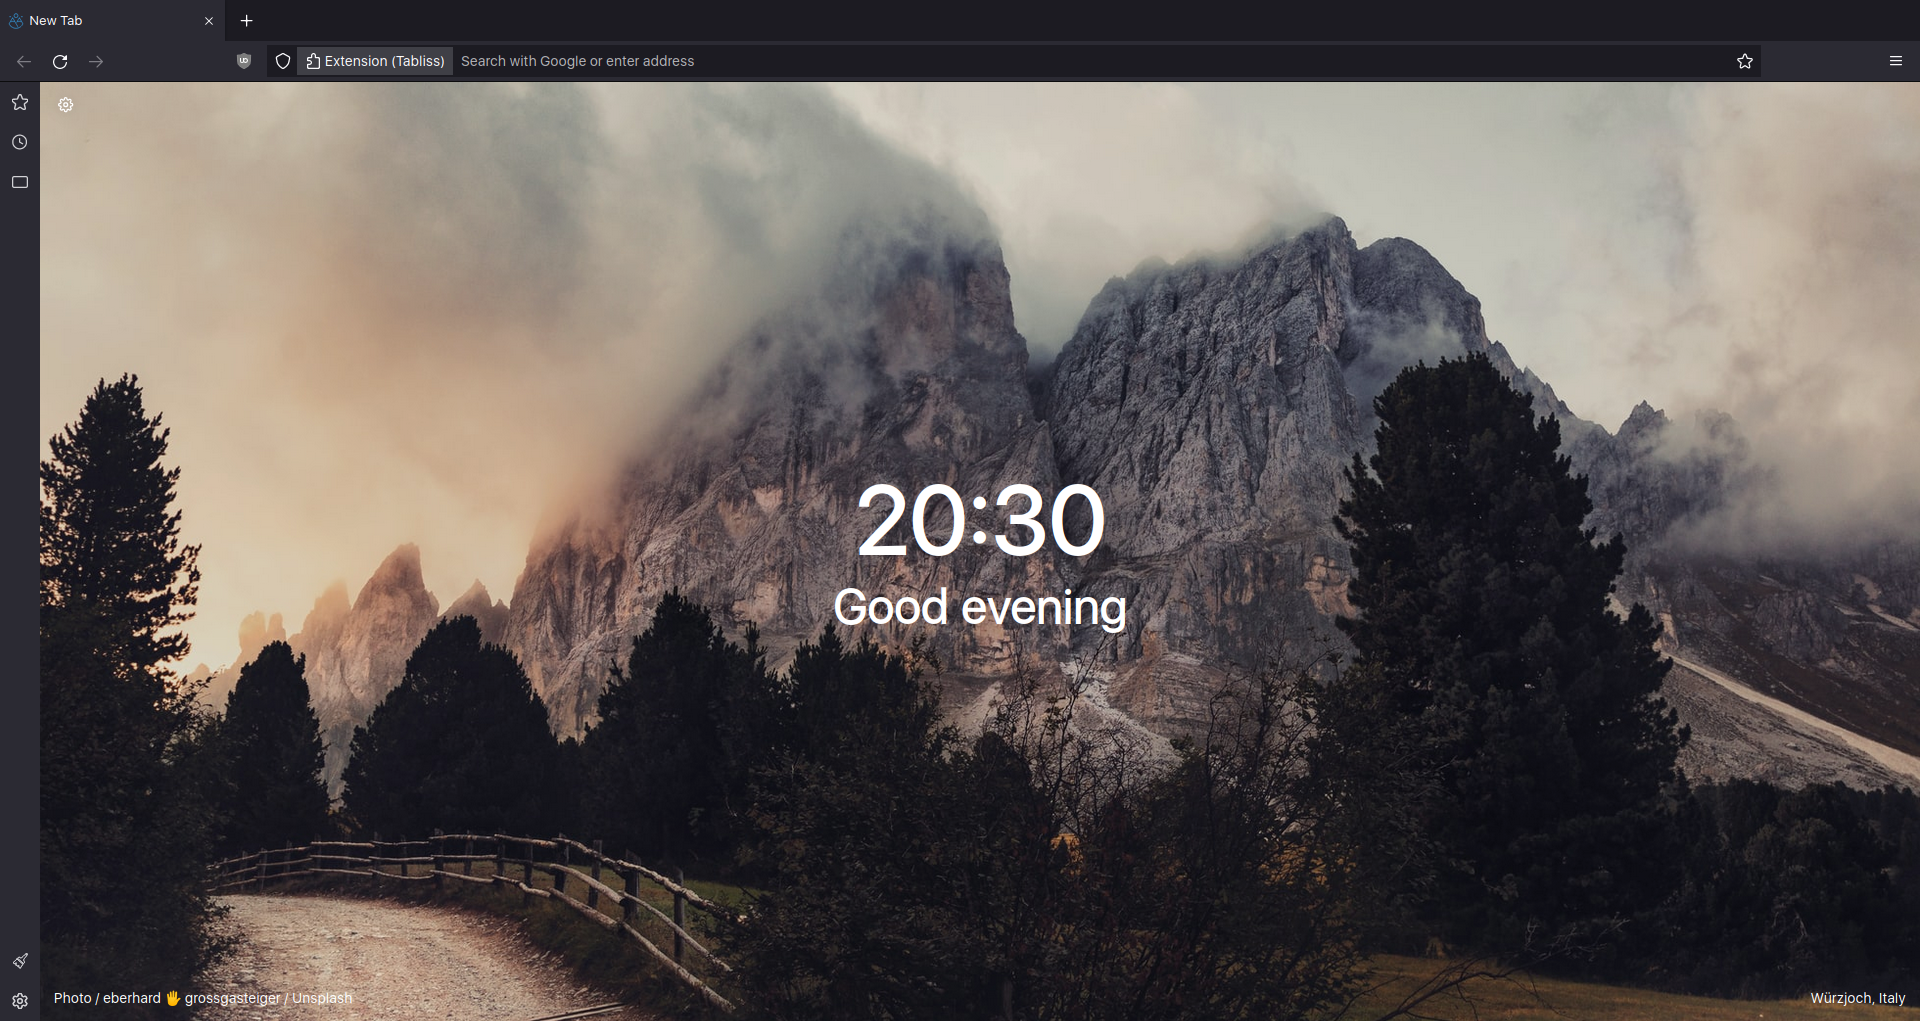 New Tab
Extension (Tabliss) Search with Google or enter address
20:30
Good evening
Photo / eberhard 🖐 grossgasteiger / Unsplash
Würzjoch, Italy